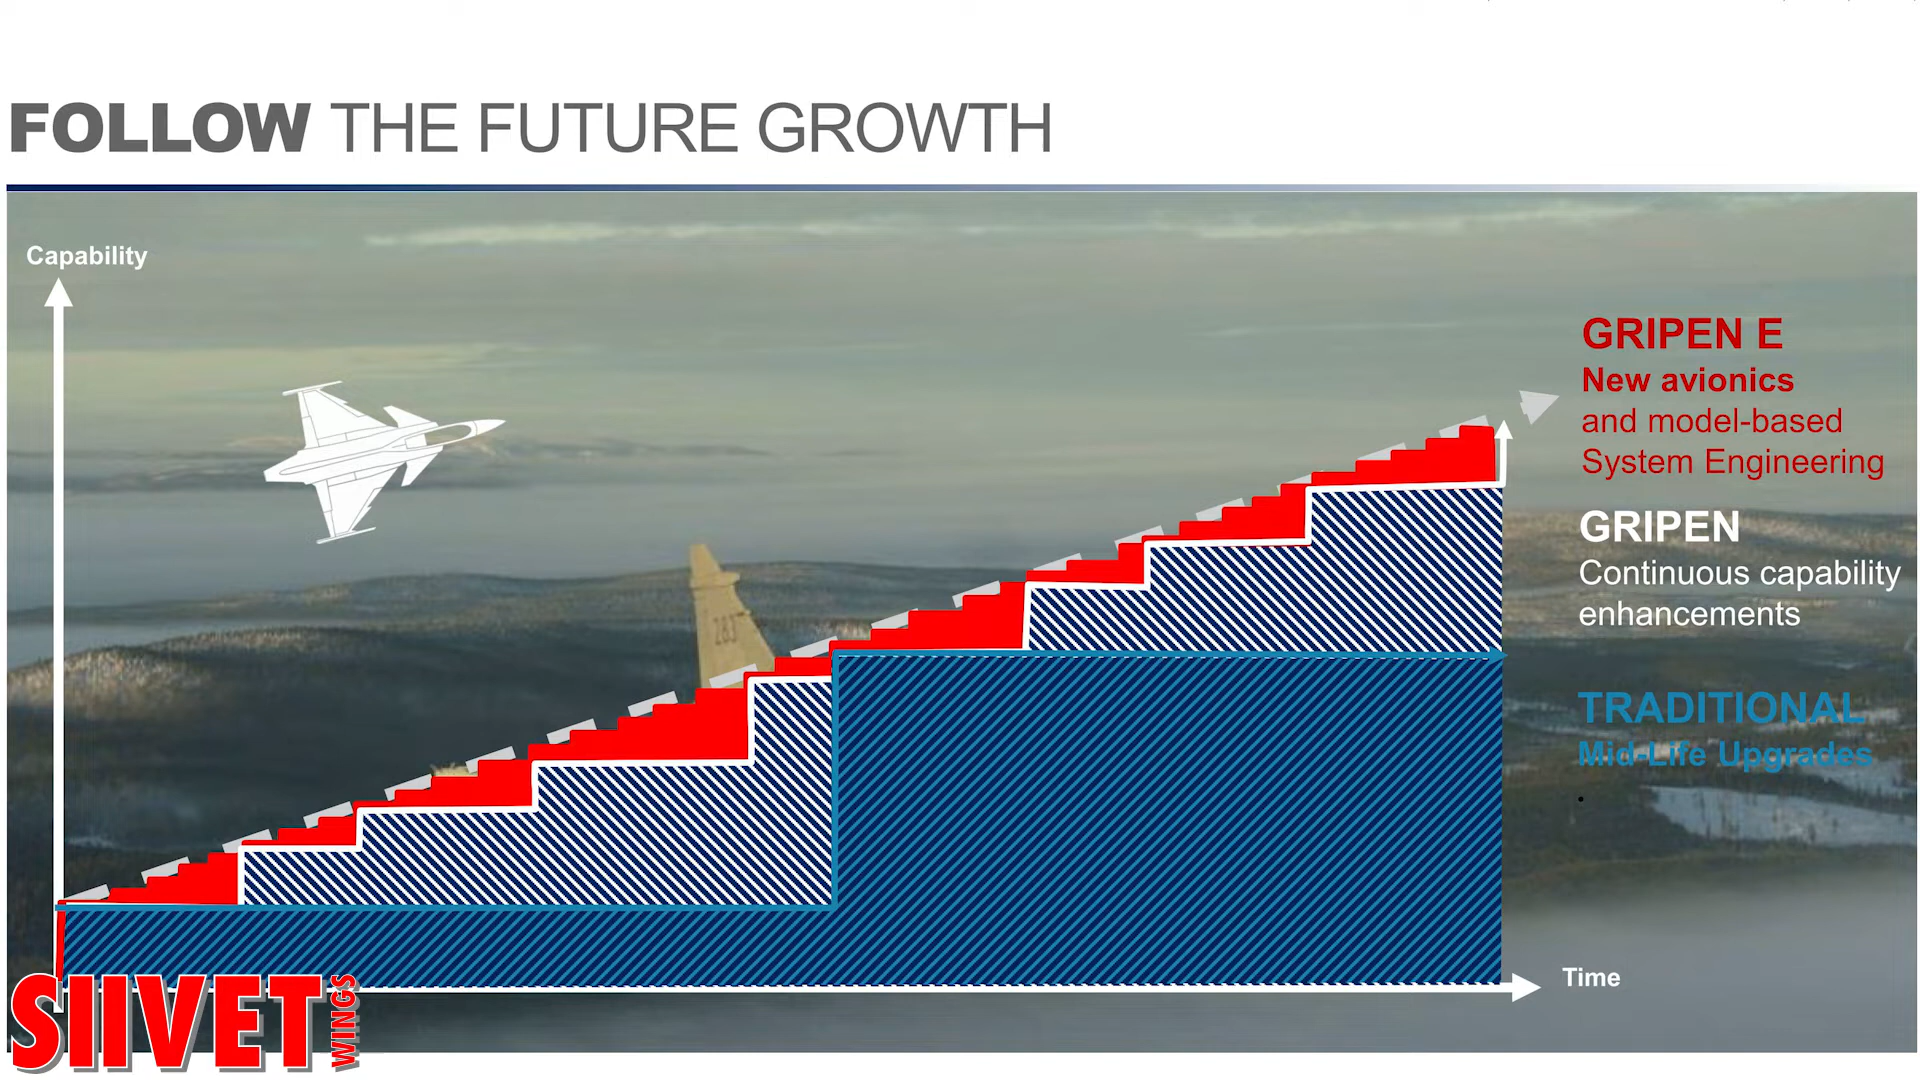 FOLLOW THE FUTURE GROWTH
Capability
GRIPEN E
New avionics
and model-based
System Engineering
GRIPEN
Continuous capability
enhancements
283
TRADITIONAL
Mid-Life Upgrades
Time
SIIVET
WINGS